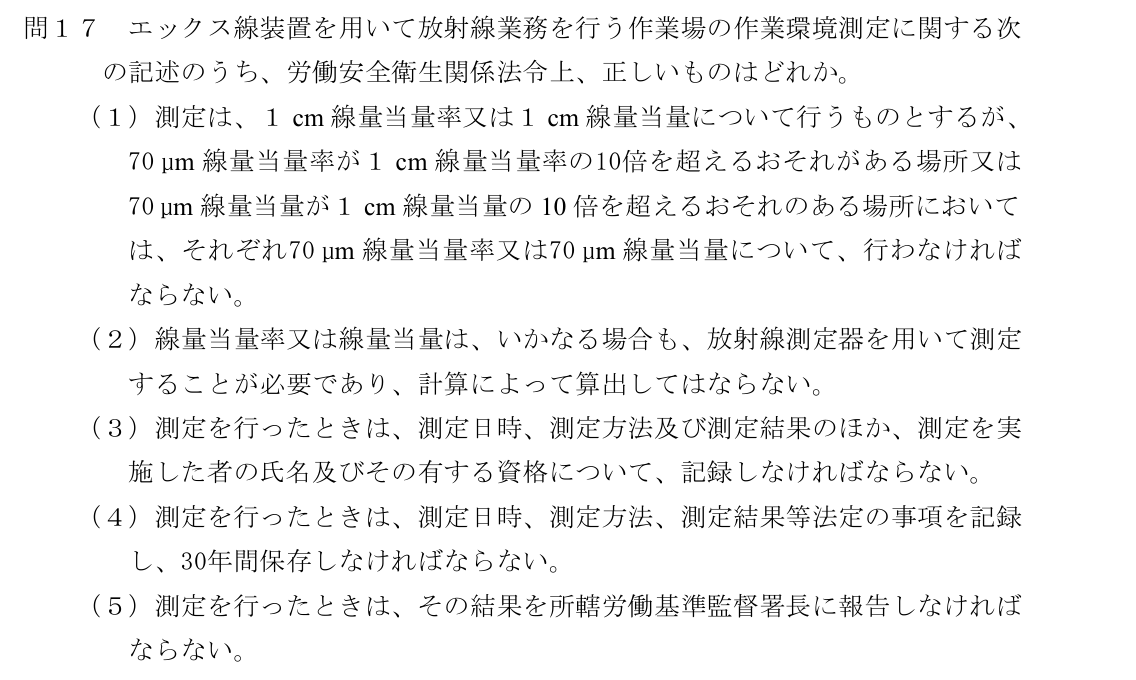 問１７　エックス線装置を用いて放射線業務を行う作業場の作業環境測定に関する次
の記述のうち、労働安全衛生関係法令上、正しいものはどれか。
（１）測定は、１ cm 線量当量率又は１ cm 線量当量について行うものとするが、
70 µm 線量当量率が１ cm 線量当量率の10倍を超えるおそれがある場所又は
70 µm 線量当量が１ cm 線量当量の 10 倍を超えるおそれのある場所において
は、それぞれ70 µm 線量当量率又は70 µm 線量当量について、行わなければ
ならない。
（２）線量当量率又は線量当量は、いかなる場合も、放射線測定器を用いて測定
することが必要であり、計算によって算出してはならない。
（３）測定を行ったときは、測定日時、測定方法及び測定結果のほか、測定を実
施した者の氏名及びその有する資格について、記録しなければならない。
（４）測定を行ったときは、測定日時、測定方法、測定結果等法定の事項を記録
し、30年間保存しなければならない。
（５）測定を行ったときは、その結果を所轄労働基準監督署長に報告しなければ
ならない。